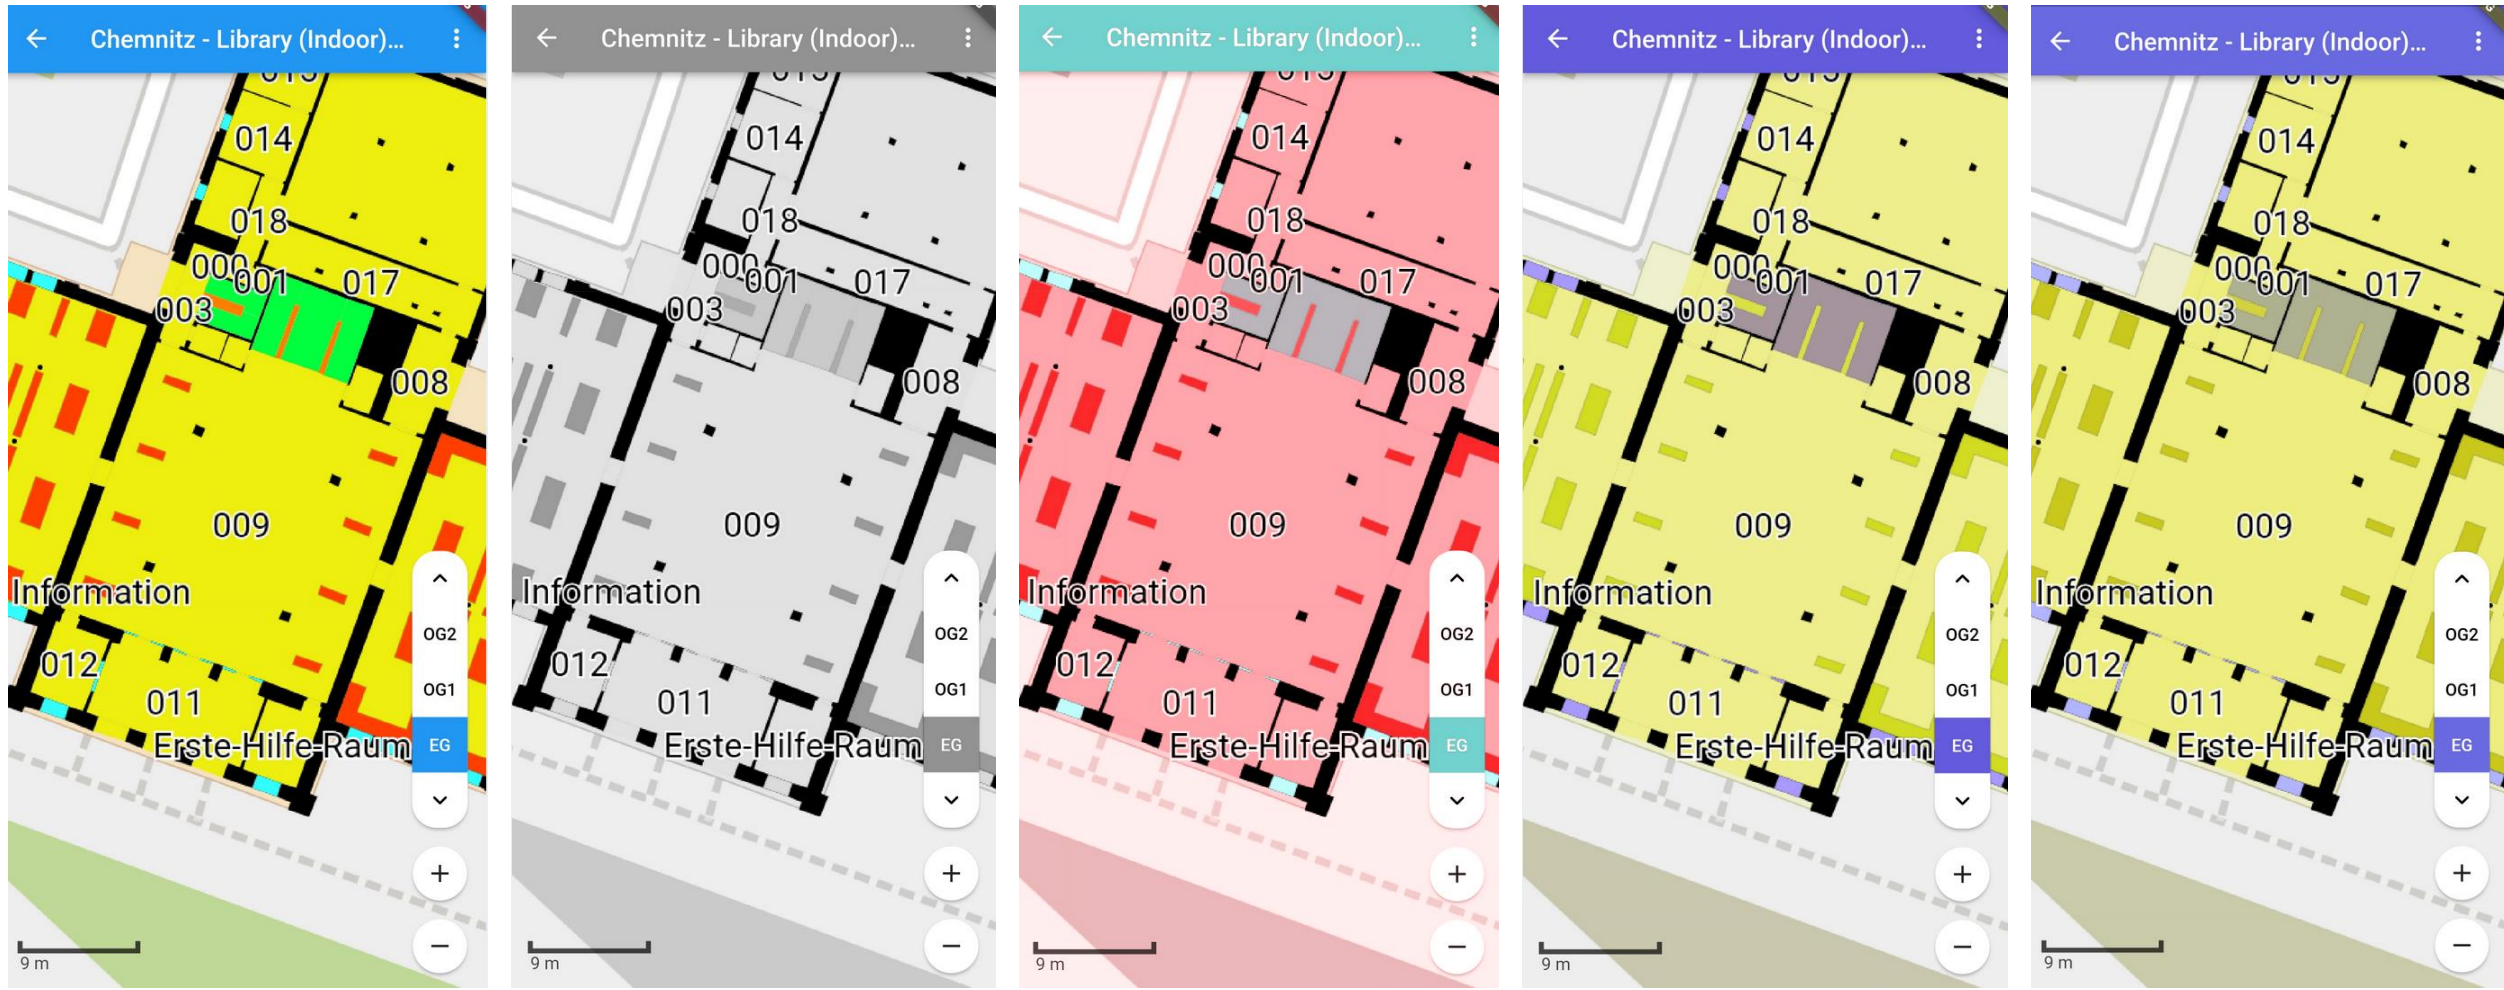 Chemnitz - Library (Indoor)...
014
018
000
001
017
003
008
009
Information
OG2
012
OG1
011
Erste-Hilfe-Raum
EG
9 m
Chemnitz - Library (Indoor)...
014
018
000
001
017
003
008
009
Information
OG2
012
OG1
011
Erste-Hilfe-Raum
EG
9 m
Chemnitz - Library (Indoor)...
014
018
000
001
017
003
008
009
Information
OG2
012
OG1
011
Erste-Hilfe-Raum
EG
9 m
Chemnitz - Library (Indoor)...
014
018
000
001
017
003
008
009
Information
OG2
012
OG1
011
Erste-Hilfe-Raum
EG
9 m
Chemnitz - Library (Indoor)...
014
018
000
001
017
003
008
009
Information
OG2
012
OG1
011
Erste-Hilfe-Raum
EG
9 m